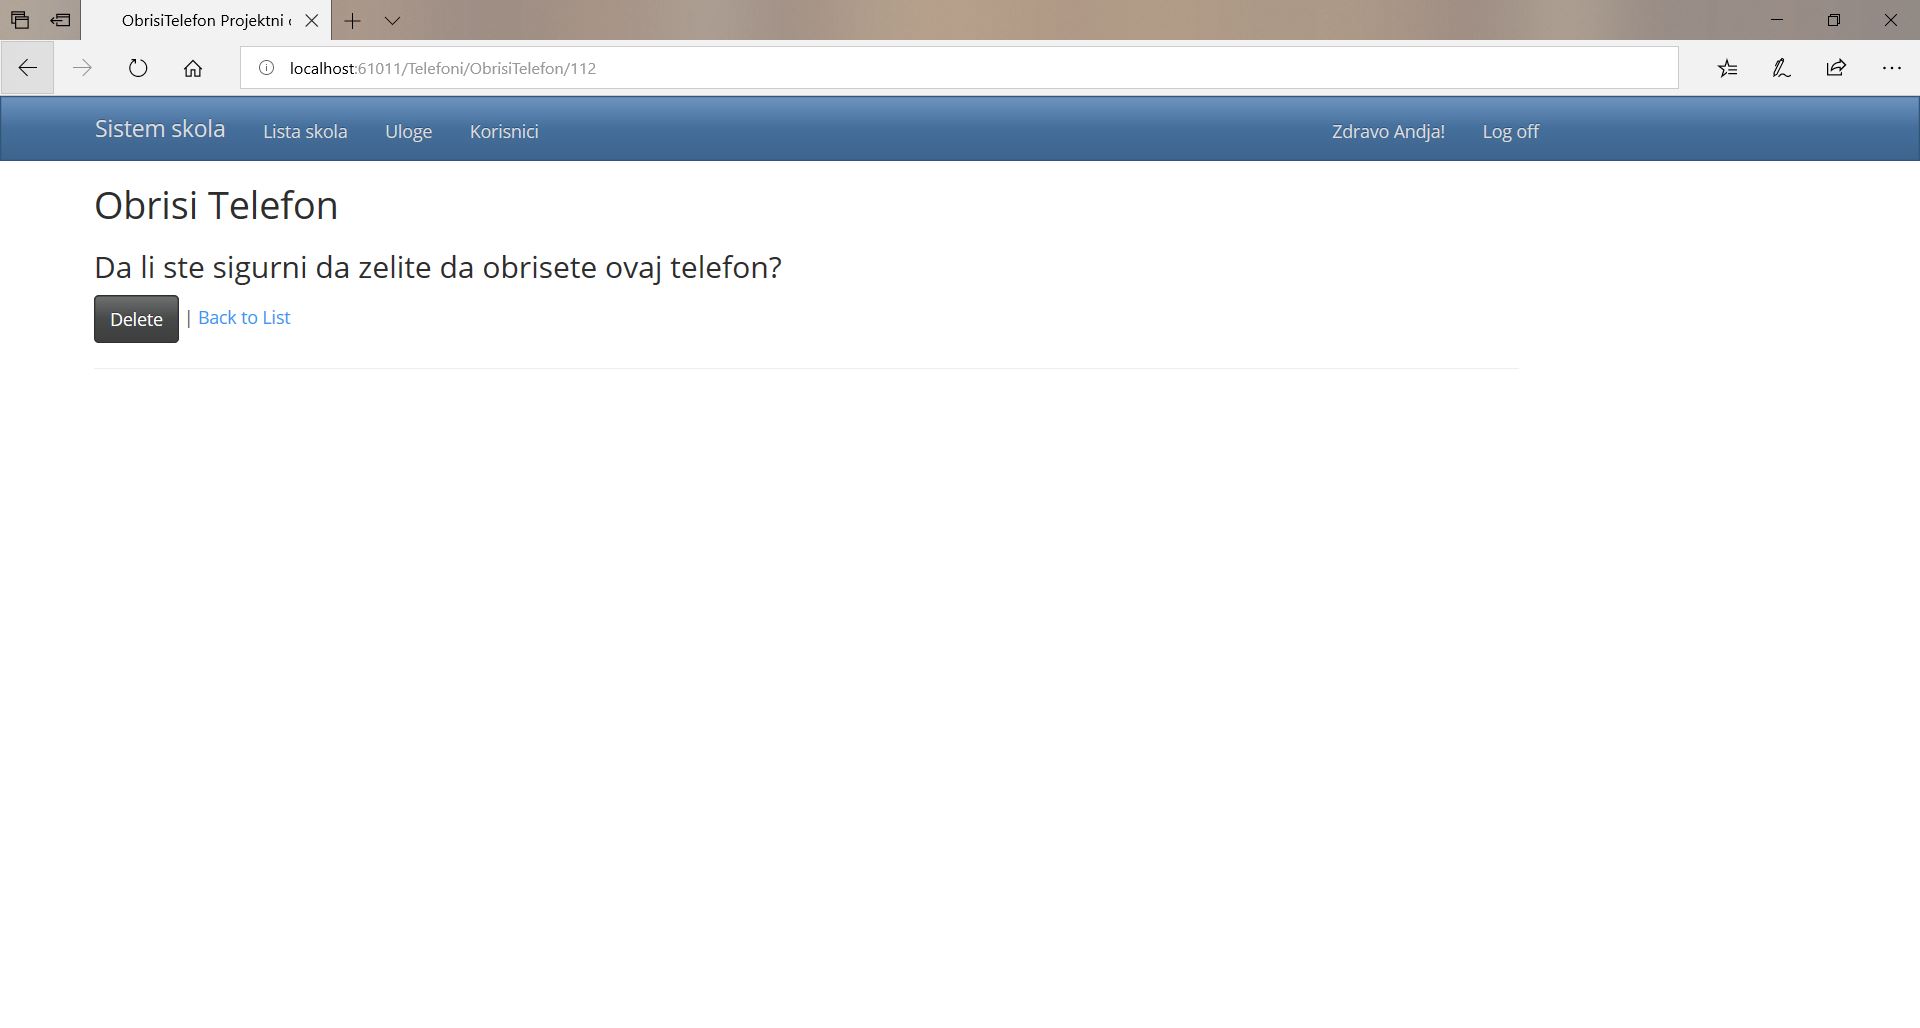 ObrisiTelefon Projektni
localhost:61011/Telefoni/ObrisiTelefon/112
Sistem skola Lista skola Uloge Korisnici Zdravo Andja! Log off
Obrisi Telefon
Da li ste sigurni da zelite da obrisete ovaj telefon?
Delete | Back to List